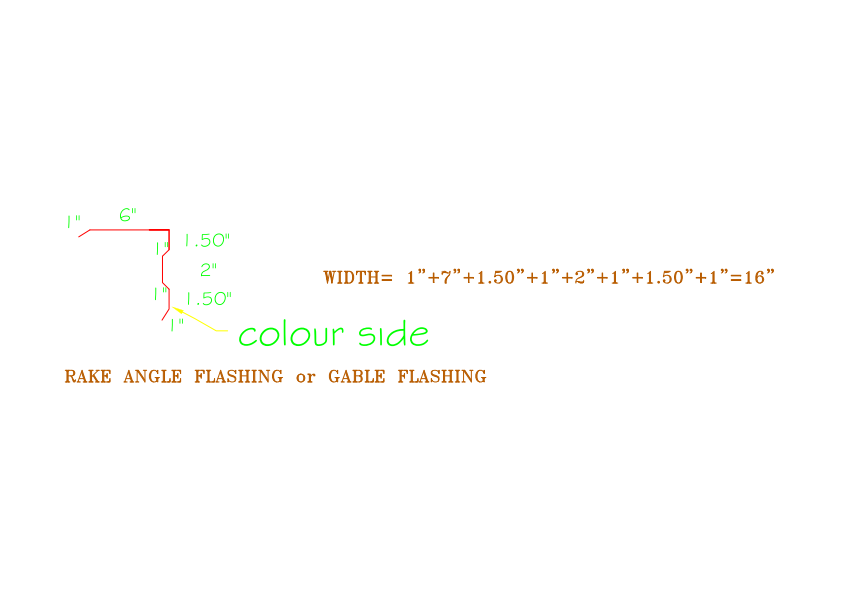 1"
6"
1.50"
1"
2"
WIDTH= 1"+7"+1.50"+1"+2"+1"+1.50"+1"=16"
1"
1.50"
1"
colour side
RAKE ANGLE FLASHING or GABLE FLASHING